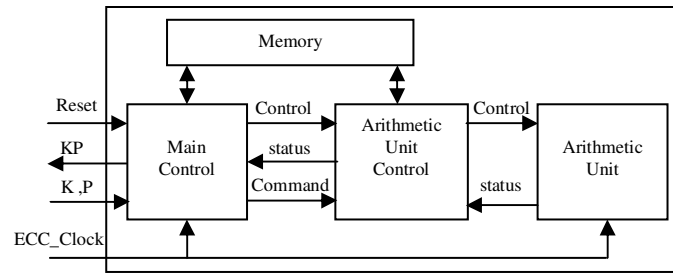 Memory
Reset
KP
K ,P
ECC_Clock
Main
Control
Control
status
Command
Arithmetic
Unit
Control
Control
status
Arithmetic
Unit